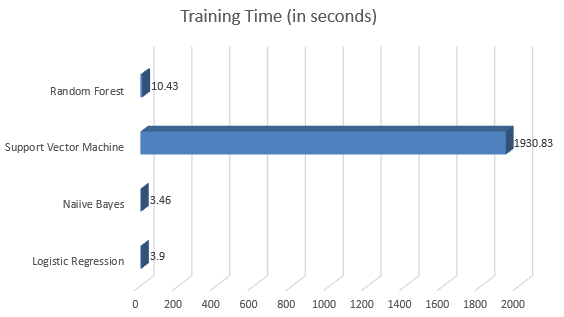 Training Time (in seconds)
Random Forest
10.43
Support Vector Machine
1930.83
Naiive Bayes
3.46
Logistic Regression
3.9
0 200 400 600 800 1000 1200 1400 1600 1800 2000